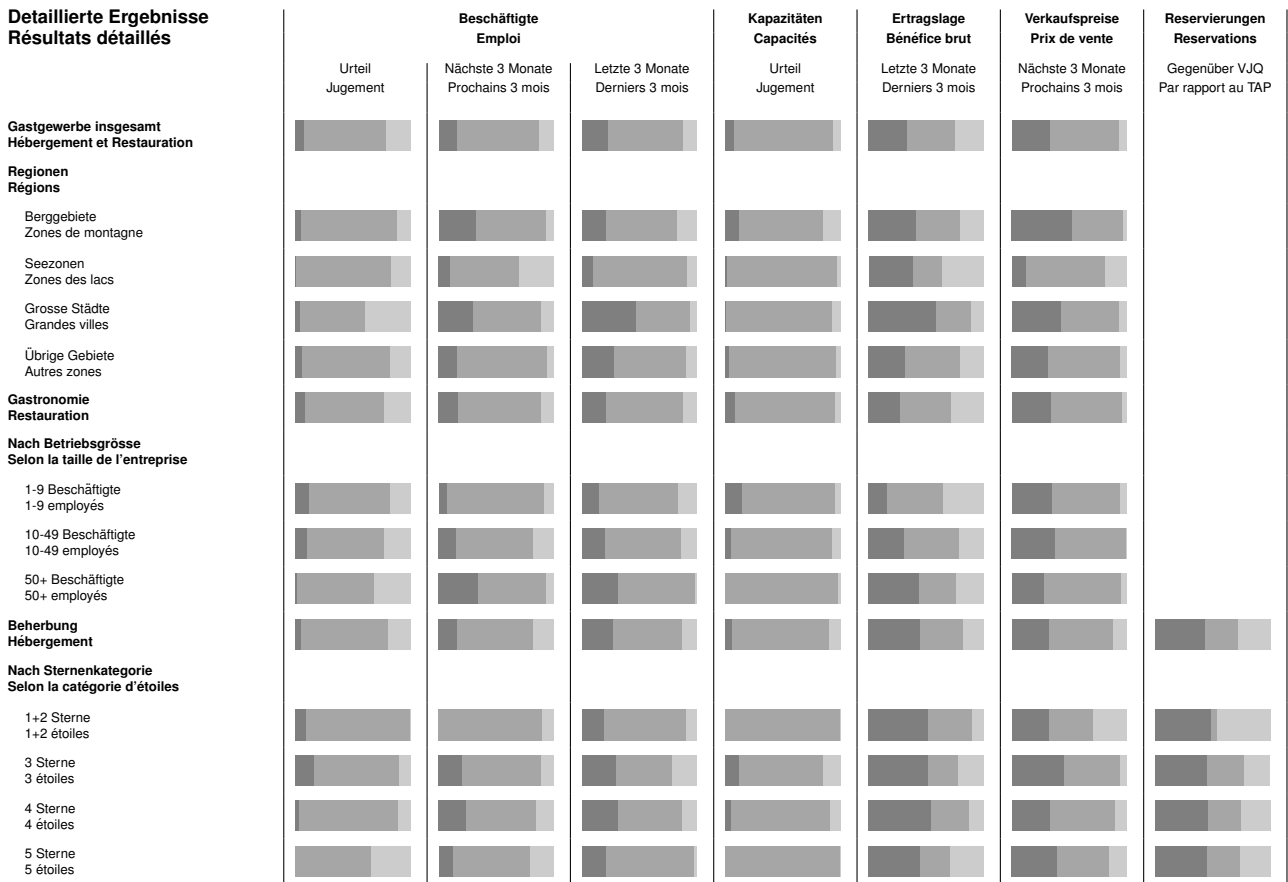 Detaillierte Ergebnisse
Résultats détaillés
Beschäftigte
Emploi
Kapazitäten
Capacités
Ertragslage
Bénéfice brut
Verkaufspreise
Prix de vente
Reservierungen
Reservations
Urteil
Jugement
Nächste 3 Monate
Prochains 3 mois
Letzte 3 Monate
Derniers 3 mois
Urteil
Jugement
Letzte 3 Monate
Derniers 3 mois
Nächste 3 Monate
Prochains 3 mois
Gegenüber VJQ
Par rapport au TAP
Gastgewerbe insgesamt
Hébergement et Restauration
Regionen
Régions
Berggebiete
Zones de montagne
Seezonen
Zones des lacs
Grosse Städte
Grandes villes
Übrige Gebiete
Autres zones
Gastronomie
Restauration
Nach Betriebsgrösse
Selon la taille de l'entreprise
1-9 Beschäftigte
1-9 employés
10-49 Beschäftigte
10-49 employés
50+ Beschäftigte
50+ employés
Beherbung
Hébergement
Nach Sternenkategorie
Selon la catégorie d'étoiles
1+2 Sterne
1+2 étoiles
3 Sterne
3 étoiles
4 Sterne
4 étoiles
5 Sterne
5 étoiles